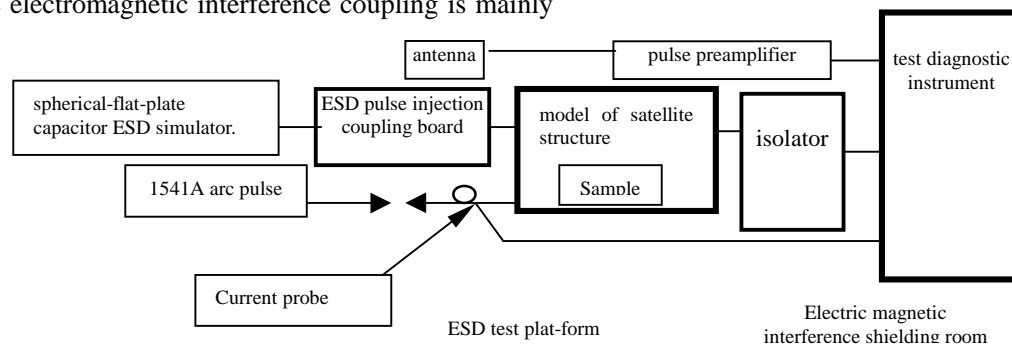 electromagnetic interference coupling is mainly
antenna
pulse preamplifier
test diagnostic
instrument
spherical-flat-plate
capacitor ESD simulator.
ESD pulse injection
coupling board
model of satellite
structure
isolator
1541A arc pulse
Sample
Current probe
ESD test plat-form
Electric magnetic
interference shielding room